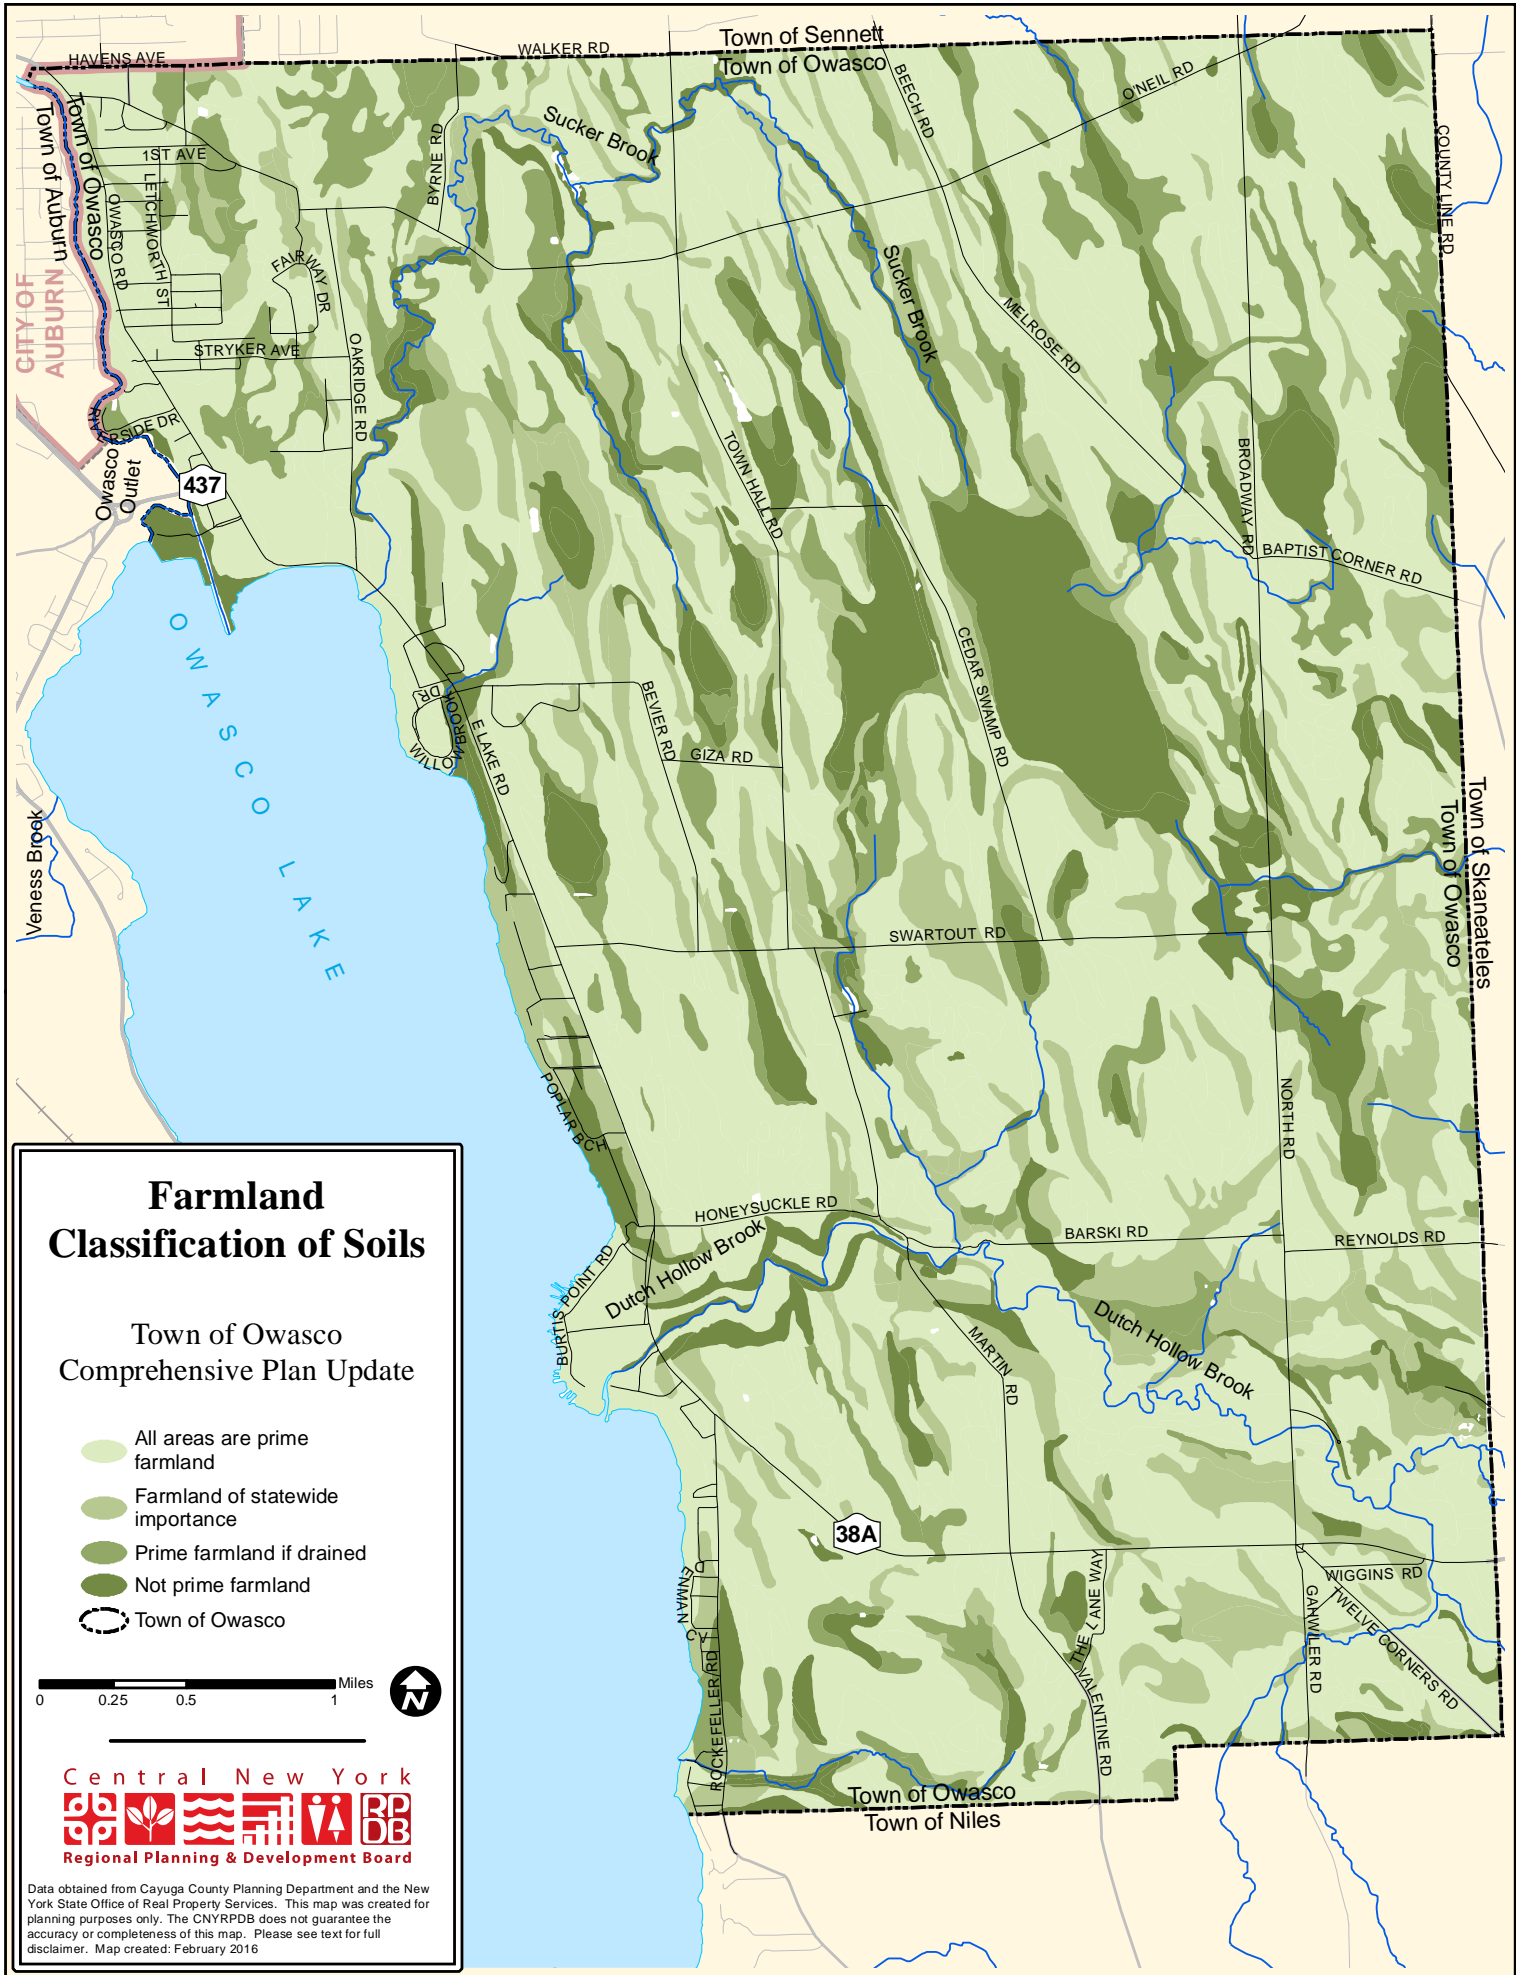 HAVENS AVE
WALKER RD
Town of Sennett
Town of Owasco
BEECH RD
O'NEIL RD
COUNTY LINE RD
Town of Owasco
Town of Auburn
CITY OF
AUBURN
1ST AVE
LETCHWORTH ST
OWASCO RD
BYRNE RD
Sucker Brook
FAIRWAY DR
STRYKER AVE
OAKRIDGE RD
Sucker Brook
MELROSE RD
RIVERSIDE DR
Owasco
Outlet
437
TOWN HALL RD
BROADWAY RD
BAPTIST CORNER RD
CEDAR SWAMP RD
OWASCO LAKE
WILLOWBROOK DR
E LAKE RD
BEVIER RD
GIZA RD
Veness Brook
Town of Skaneateles
Town of Owasco
SWARTOUT RD
POPLAR BCH
NORTH RD
HONEYSUCKLE RD
BARSKI RD
REYNOLDS RD
BURTIS POINT RD
Dutch Hollow Brook
Dutch Hollow Brook
MARTIN RD
38A
DENMAN
WIGGINS RD
TWELVE CORNERS RD
GAHWILER RD
THE LANE WAY
VALENTINE RD
ROCKEFELLER RD
Town of Owasco
Town of Niles
Farmland
Classification of Soils
Town of Owasco
Comprehensive Plan Update
All areas are prime
farmland
Farmland of statewide
importance
Prime farmland if drained
Not prime farmland
Town of Owasco
Miles
0 0.25 0.5 1
N
Central New York
RP
DB
Regional Planning & Development Board
Data obtained from Cayuga County Planning Department and the New
York State Office of Real Property Services. This map was created for
planning purposes only. The CNYRPDB does not guarantee the
accuracy or completeness of this map. Please see text for full
disclaimer. Map created: February 2016